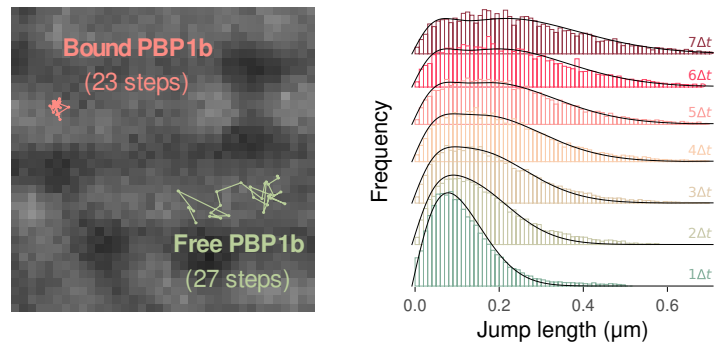 Bound PBP1b
(23 steps)
Free PBP1b
(27 steps)
Frequency
7Δt
6Δt
5Δt
4Δt
3Δt
2Δt
1Δt
0.0 0.2 0.4 0.6
Jump length (μm)